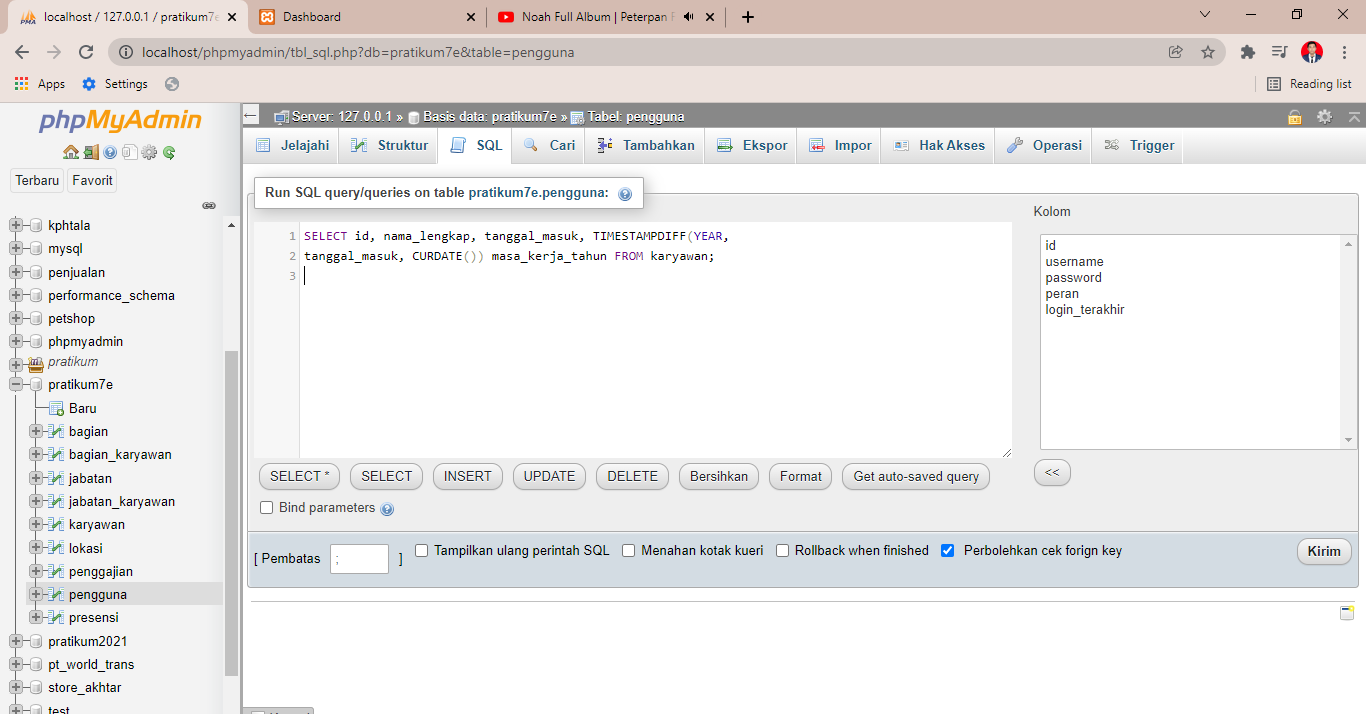 localhost / 127.0.0.1 / pratikum7e
Dashboard
Noah Full Album | Peterpan F
localhost/phpmyadmin/tbl_sql.php?db=pratikum7e&table=pengguna
Apps
Settings
Reading list
phpMyAdmin
Terbaru
Favorit
kphtala
mysql
penjualan
performance_schema
petshop
phpmyadmin
pratikum
pratikum7e
Baru
bagian
bagian_karyawan
jabatan
jabatan_karyawan
karyawan
lokasi
penggajian
pengguna
presensi
pratikum2021
pt_world_trans
store_akhtar
test
Server: 127.0.0.1 » Basis data: pratikum7e » Tabel: pengguna
Jelajahi
Struktur
SQL
Cari
Tambahkan
Ekspor
Impor
Hak Akses
Operasi
Trigger
Run SQL query/queries on table pratikum7e.pengguna:
1 SELECT id, nama_lengkap, tanggal_masuk, TIMESTAMPDIFF(YEAR,
2 tanggal_masuk, CURDATE()) masa_kerja_tahun FROM karyawan;
3
Kolom
id
username
password
peran
login_terakhir
SELECT *
SELECT
INSERT
UPDATE
DELETE
Bersihkan
Format
Get auto-saved query
<<
Bind parameters
[ Pembatas ; ]
Tampilkan ulang perintah SQL
Menahan kotak kueri
Rollback when finished
Perbolehkan cek forign key
Kirim